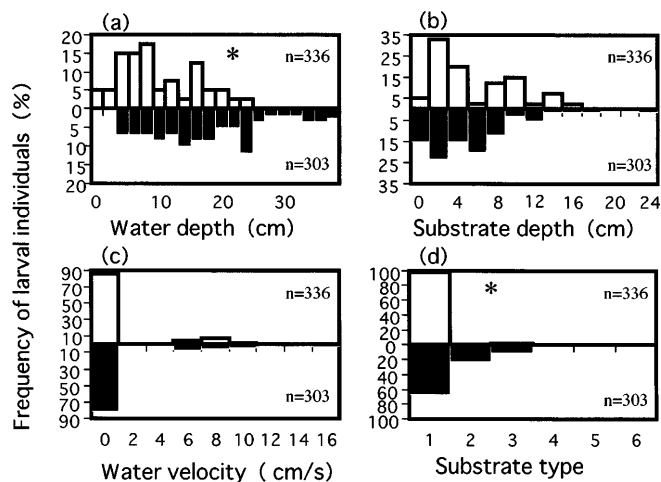 Frequency of larval individuals (%)
(a)
20
15
10
5
0
5
10
15
20
*
n=336
n=303
0 10 20 30
Water depth (cm)
(b)
35
25
15
5
5
15
25
35
n=336
n=303
0 4 8 12 16 20 24
Substrate depth (cm)
(c)
90
70
50
30
10
10
30
50
70
90
n=336
n=303
0 2 4 6 8 10 12 14 16
Water velocity ( cm/s)
(d)
100
80
60
40
20
0
20
40
60
80
100
*
n=336
n=303
1 2 3 4 5 6
Substrate type